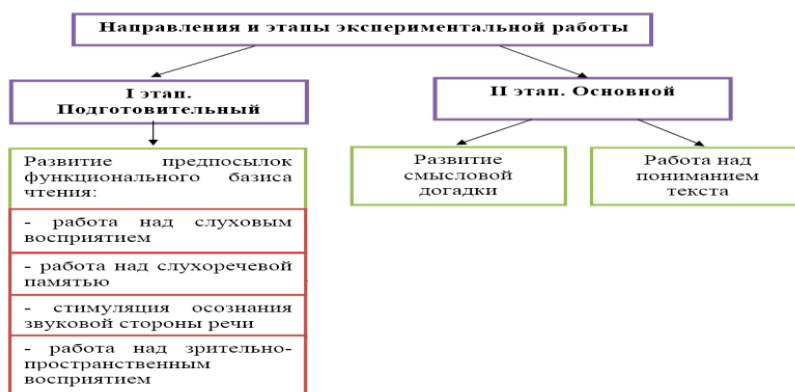 Направления и этапы экспериментальной работы
I этап.
Подготовительный
II этап. Основной
Развитие предпосылок
функционального базиса
чтения:
- работа над слуховым
восприятием
- работа над слухоречевой
памятью
- стимуляция осознания
звуковой стороны речи
- работа над зрительно-
пространственным
восприятием
Развитие
смысловой
догадки
Работа над
пониманием
текста